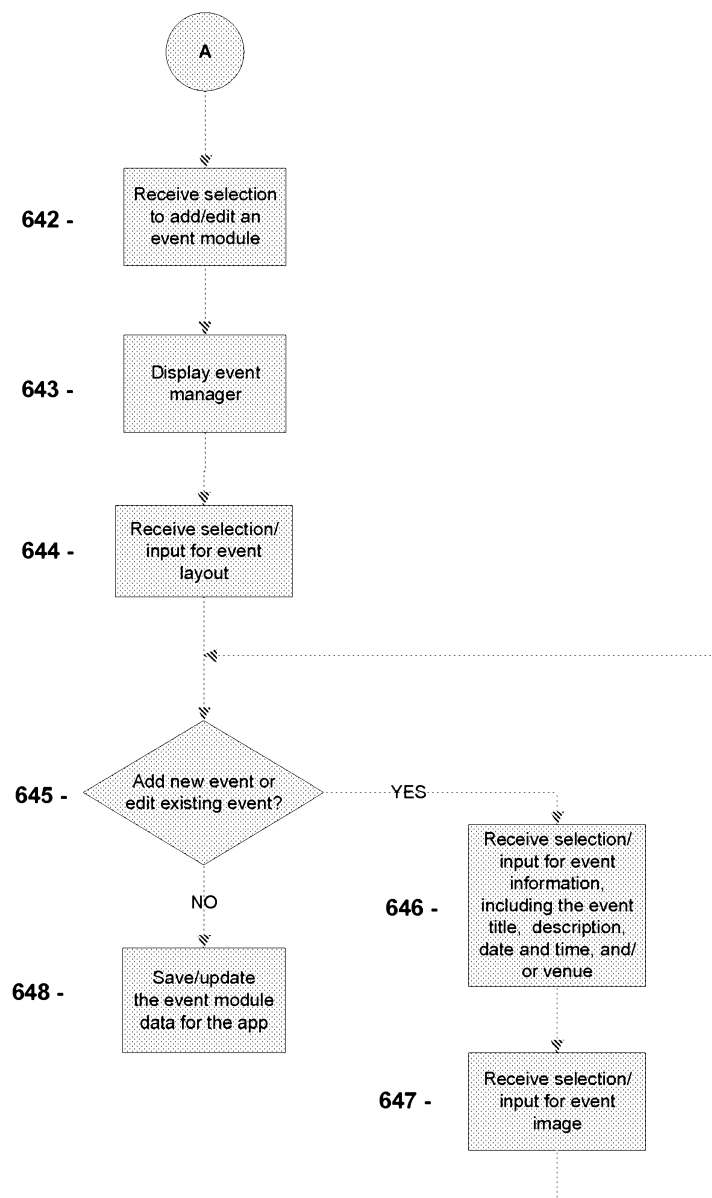 A
642 -
Receive selection
to add/edit an
event module
643 -
Display event
manager
644 -
Receive selection/
input for event
layout
645 -
Add new event or
edit existing event?
YES
646 -
Receive selection/
input for event
information,
including the event
title, description,
date and time, and/
or venue
NO
648 -
Save/update
the event module
data for the app
647 -
Receive selection/
input for event
image